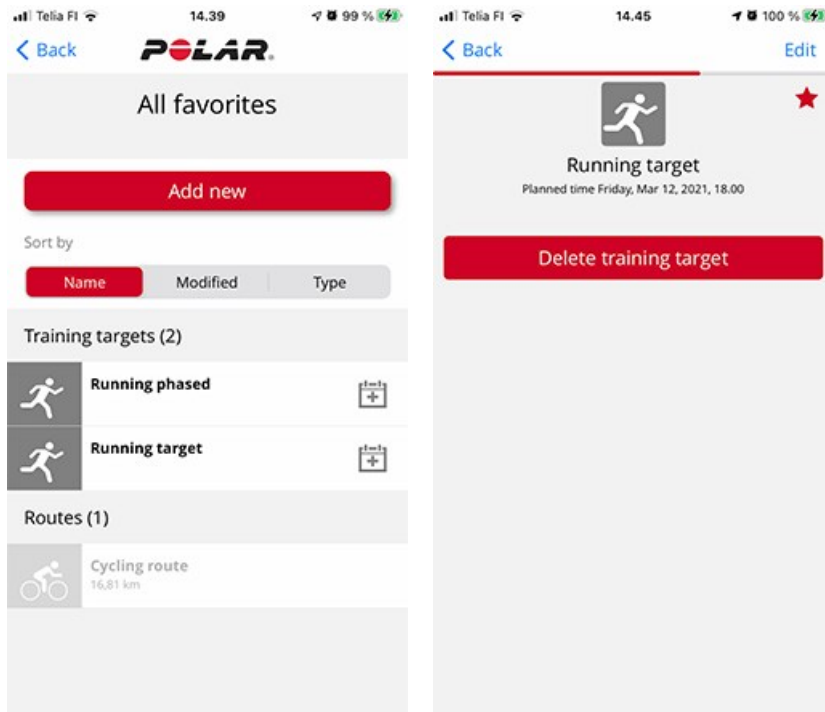 Telia FI 14.39 99 %
Back POLAR.
All favorites
Add new
Sort by
Name Modified Type
Training targets (2)
Running phased
Running target
Routes (1)
Cycling route
16,81 km
Telia FI 14.45 100 %
Back Edit
Running target
Planned time Friday, Mar 12, 2021, 18.00
Delete training target